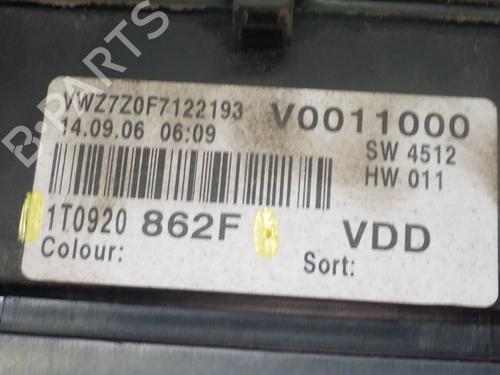 VWZ7Z0F7122193 V0011000
14.09.06 06:09 SW 4512
HW 011
1T0920 862F VDD
Colour: Sort:
B-PARTS